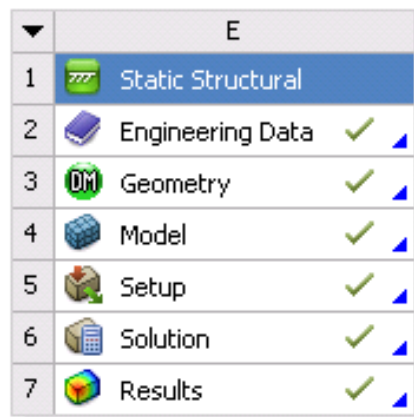 E
1 Static Structural
2 Engineering Data
3 DM Geometry
4 Model
5 Setup
6 Solution
7 Results